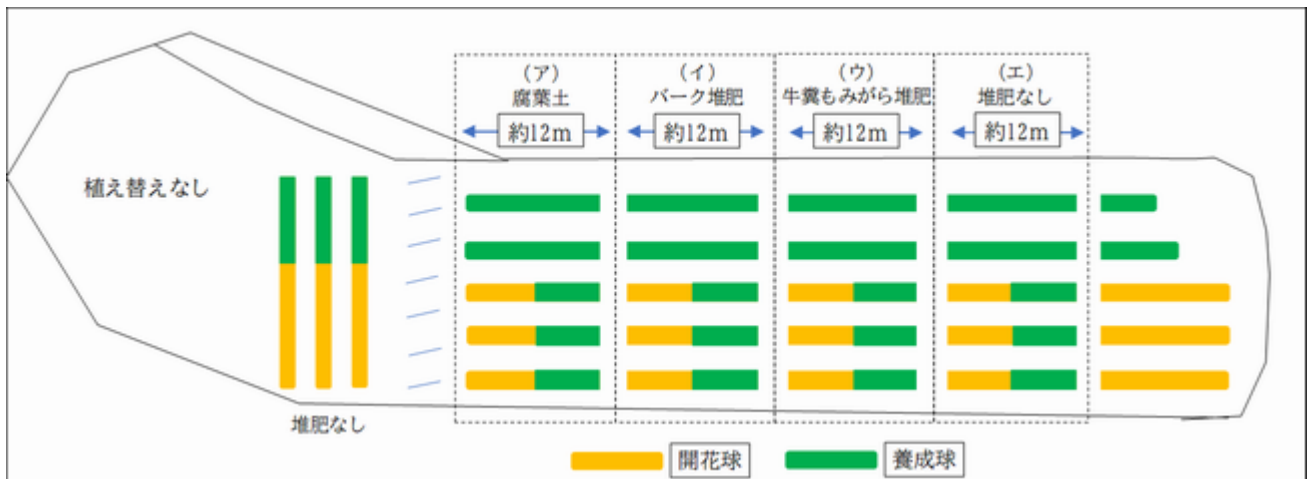 (ア)
腐葉土
約12m
(イ)
バーク堆肥
約12m
(ウ)
牛糞もみがら堆肥
約12m
(エ)
堆肥なし
約12m
植え替えなし
堆肥なし
開花球
養成球